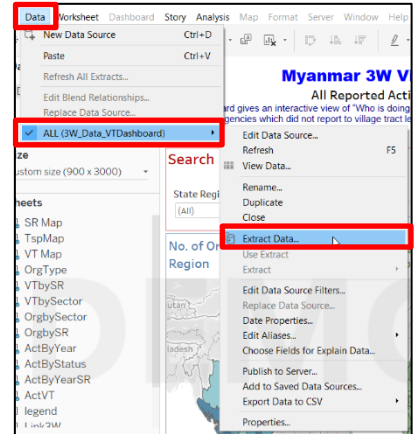 Data Worksheet Dashboard Story Analysis Map Format Server Window Help
New Data Source Ctrl+D
Paste Ctrl+V
Refresh All Extracts...
Edit Blend Relationships...
Replace Data Source...
ALL (3W_Data_VTDashboard)
Myanmar 3W V
All Reported Acti
ard gives an interactive view of "Who is doing
gencies which did not report to village tract le
Edit Data Source...
Refresh F5
View Data...
Rename...
Duplicate
Close
Extract Data...
Use Extract
Extract
Edit Data Source Filters...
Replace Data Source...
Date Properties...
Edit Aliases...
Choose Fields for Explain Data...
Publish to Server...
Add to Saved Data Sources...
Export Data to CSV
Properties...
ze
ustom size (900 x 3000)
heets
SR Map
TspMap
VT Map
OrgType
VTbySR
VTbySector
OrgbySector
OrgbySR
ActByYear
ActByStatus
ActByYearSR
ActVT
legend
Link3W
Search
State Regi
(All)
No. of Or
Region
utan
ladesh